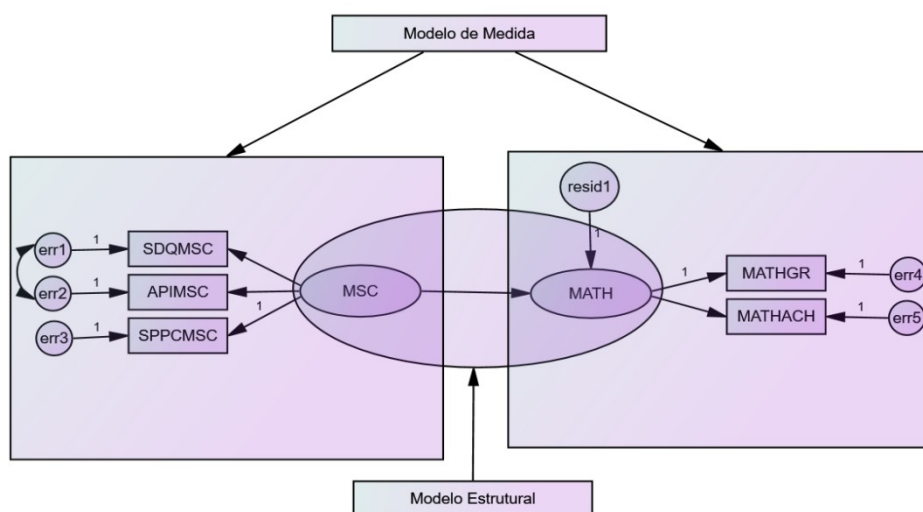 Modelo de Medida
resid1
err1
1
SDQMSC
err2
1
APIMSC
err3
1
SPPCMSC
1
MSC
1
MATH
1
MATHGR
1
err4
MATHACH
1
err5
Modelo Estrutural